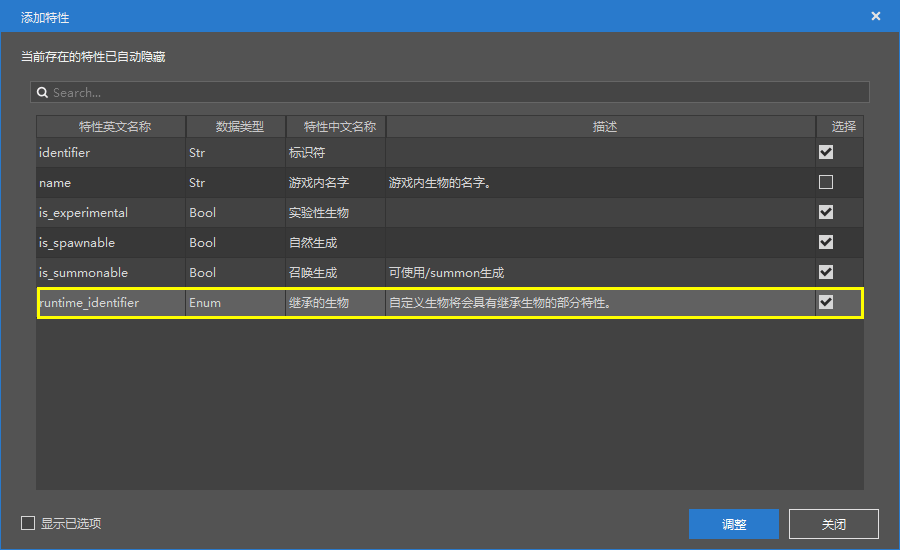 添加特性
当前存在的特性已自动隐藏
Search...
特性英文名称 数据类型 特性中文名称 描述 选择
identifier Str 标识符
name Str 游戏内名字 游戏内生物的名字。
is_experimental Bool 实验性生物
is_spawnable Bool 自然生成
is_summonable Bool 召唤生成 可使用/summon生成
runtime_identifier Enum 继承的生物 自定义生物将会具有继承生物的部分特性。
显示已选项 调整 关闭